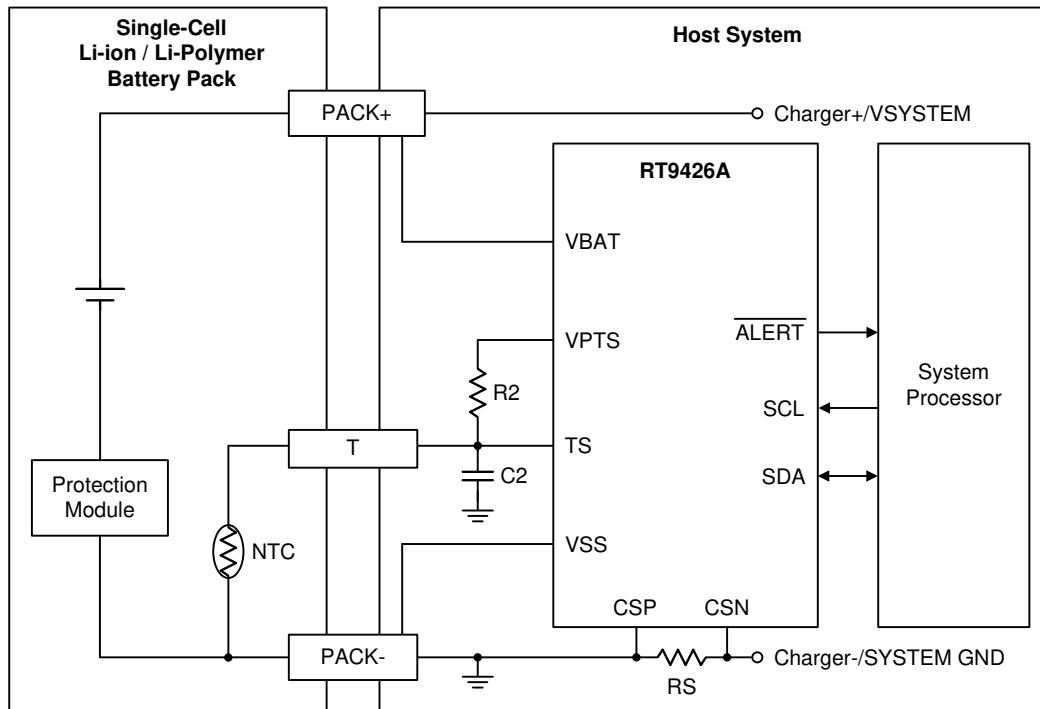 Single-Cell
Li-ion / Li-Polymer
Battery Pack
Host System
PACK+
Charger+/VSYSTEM
RT9426A
VBAT
VPTS
ALERT
R2
System
Processor
SCL
T
TS
C2
SDA
Protection
Module
NTC
VSS
CSP
CSN
PACK-
Charger-/SYSTEM GND
RS